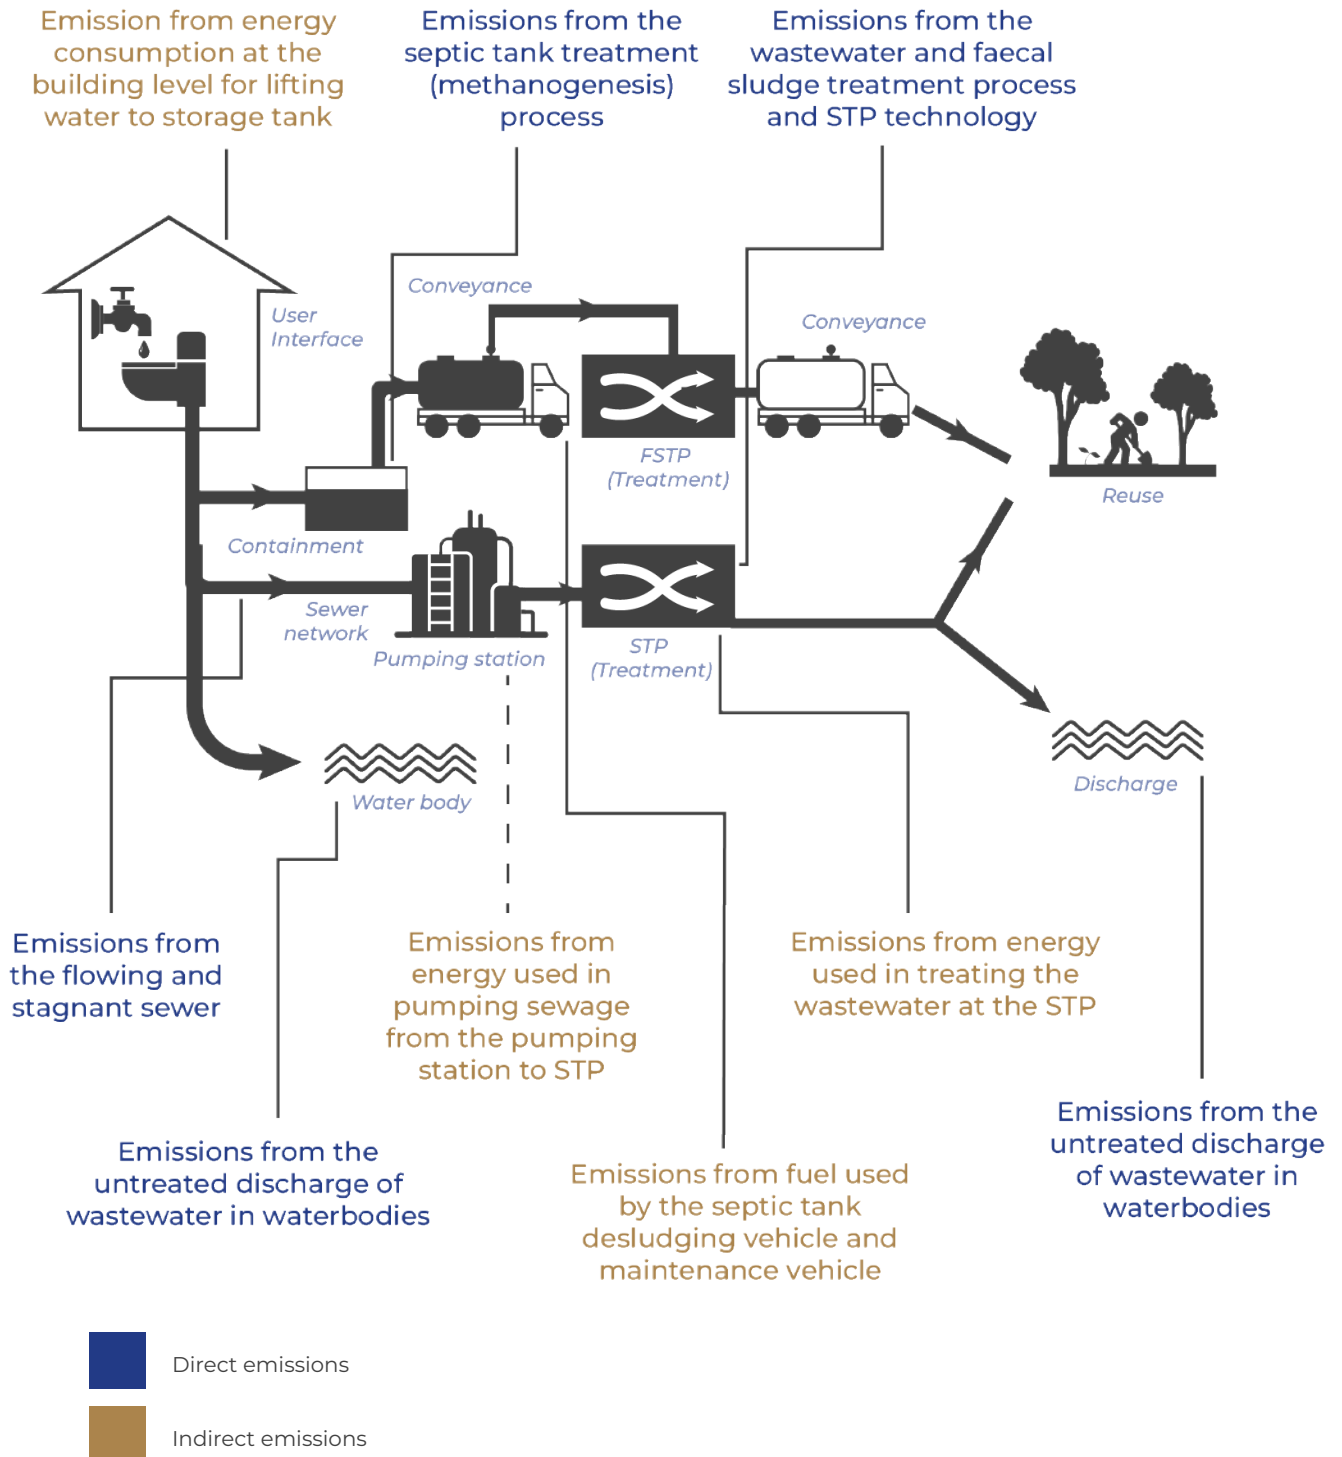 Emission from energy
consumption at the
building level for lifting
water to storage tank
Emissions from the
septic tank treatment
(methanogenesis)
process
Emissions from the
wastewater and faecal
sludge treatment process
and STP technology
User
Interface
Conveyance
Conveyance
FSTP
(Treatment)
Reuse
Containment
Sewer
network
Pumping station
STP
(Treatment)
Water body
Discharge
Emissions from
the flowing and
stagnant sewer
Emissions from
energy used in
pumping sewage
from the pumping
station to STP
Emissions from energy
used in treating the
wastewater at the STP
Emissions from the
untreated discharge of
wastewater in waterbodies
Emissions from fuel used
by the septic tank
desludging vehicle and
maintenance vehicle
Emissions from the
untreated discharge
of wastewater in
waterbodies
Direct emissions
Indirect emissions